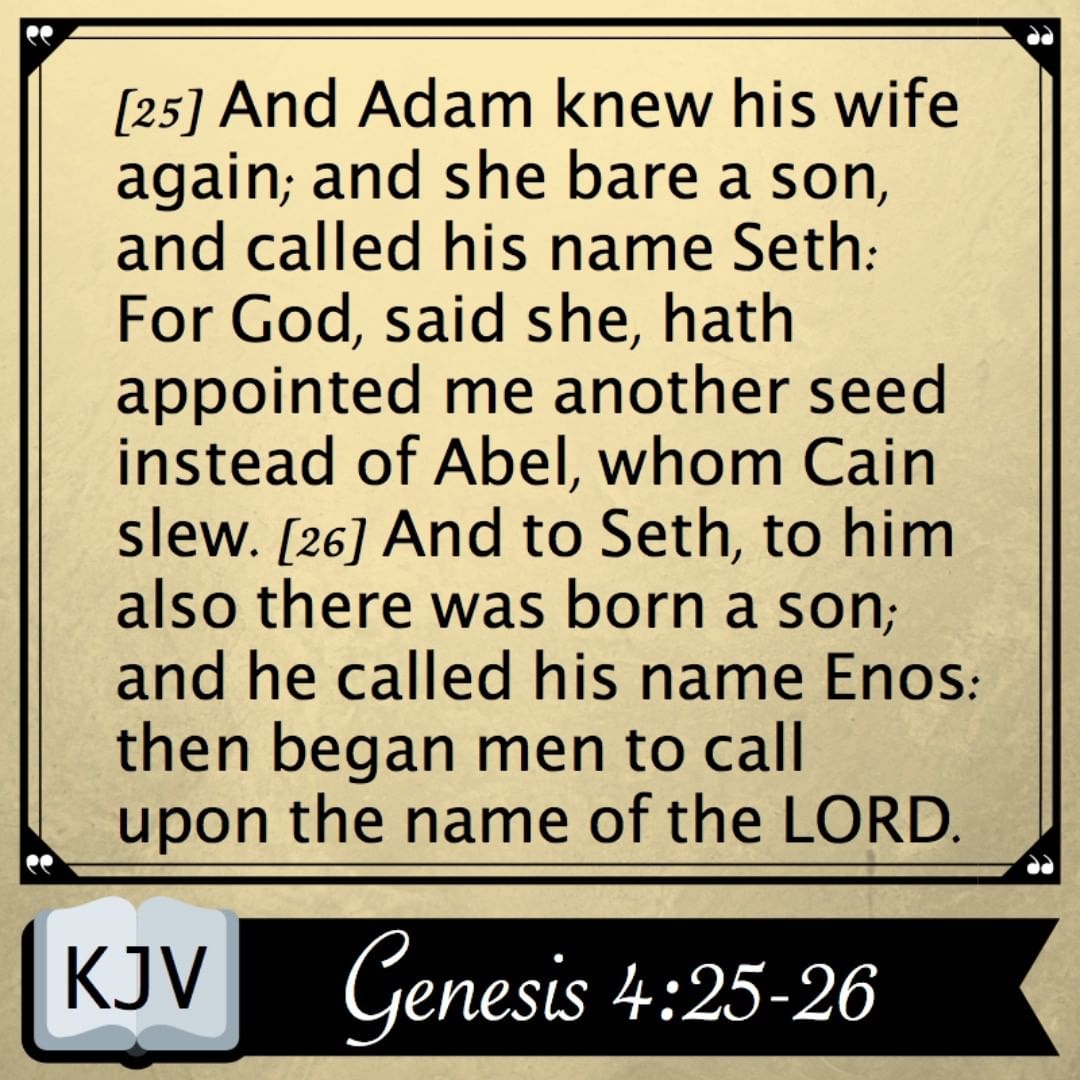 [25] And Adam knew his wife
again; and she bare a son,
and called his name Seth:
For God, said she, hath
appointed me another seed
instead of Abel, whom Cain
slew. [26] And to Seth, to him
also there was born a son;
and he called his name Enos:
then began men to call
upon the name of the LORD.
KJV
Genesis 4:25-26